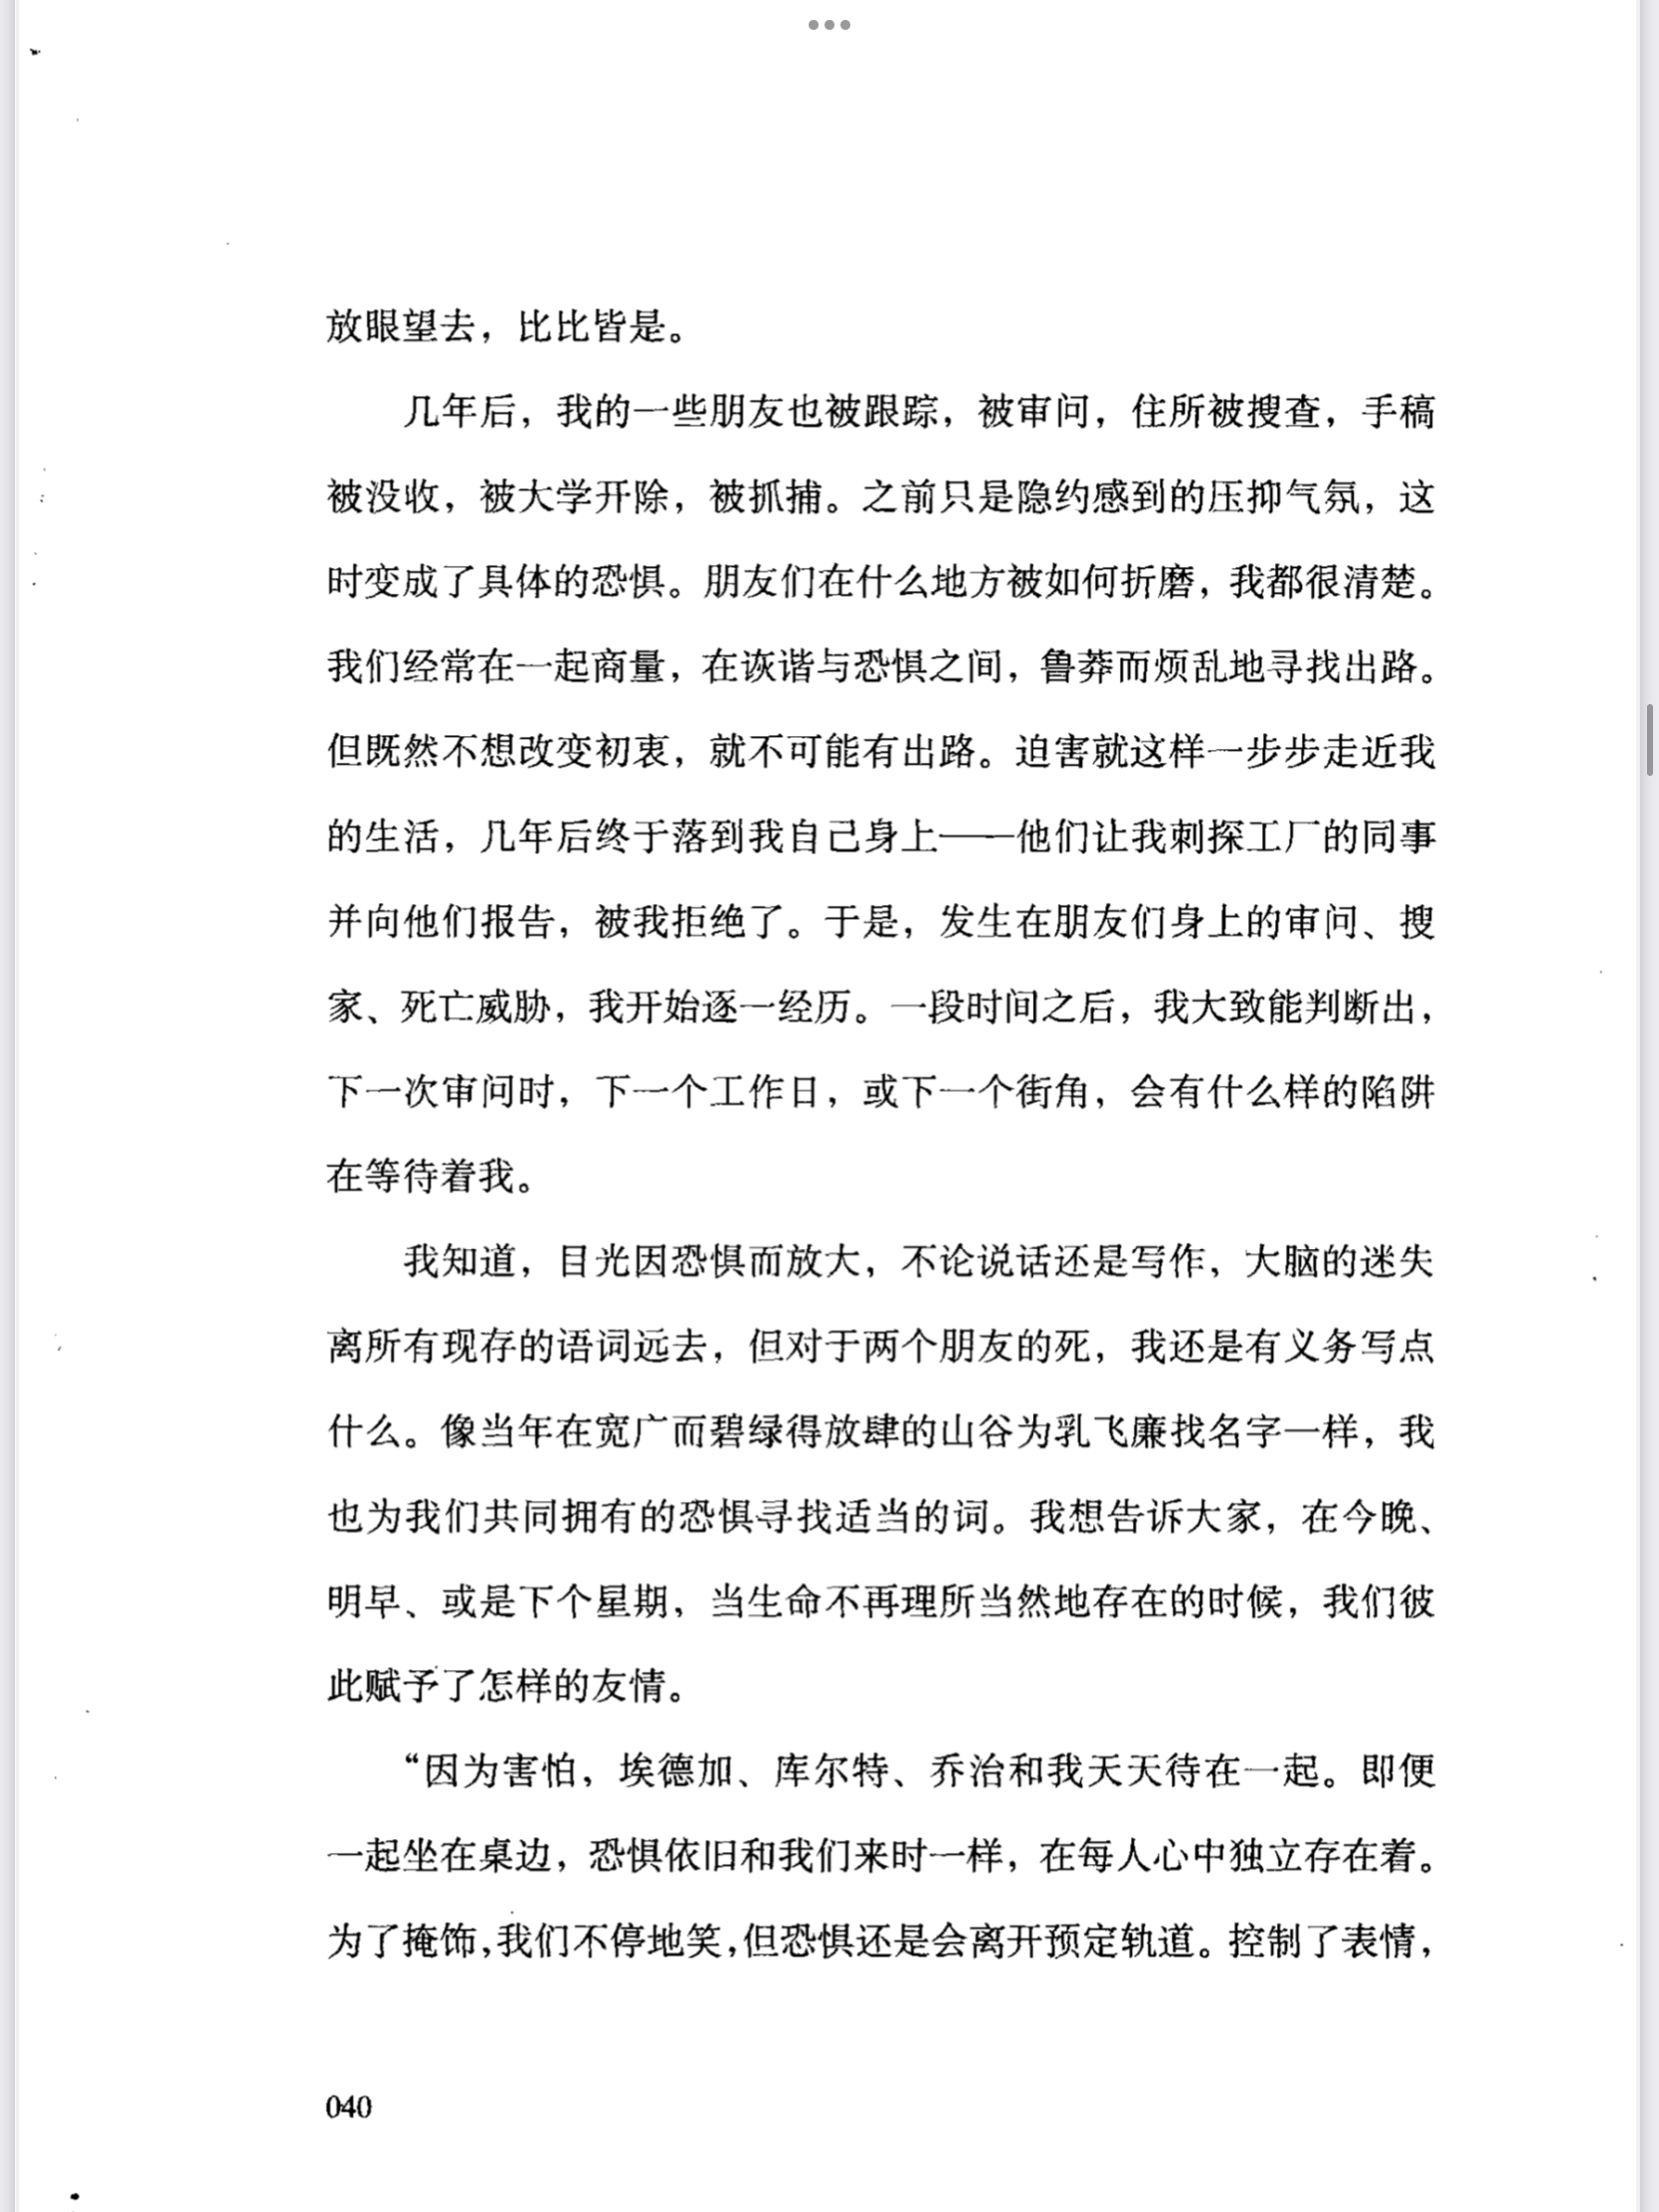 放眼望去，比比皆是。
几年后，我的一些朋友也被跟踪，被审问，住所被搜查，手稿
被没收，被大学开除，被抓捕。之前只是隐约感到的压抑气氛，这
时变成了具体的恐惧。朋友们在什么地方被如何折磨，我都很清楚。
我们经常在一起商量，在诙谐与恐惧之间，鲁莽而烦乱地寻找出路。
但既然不想改变初衷，就不可能有出路。迫害就这样一步步走近我
的生活，几年后终于落到我自己身上——他们让我刺探工厂的同事
并向他们报告，被我拒绝了。于是，发生在朋友们身上的审问、搜
家、死亡威胁，我开始逐一经历。一段时间之后，我大致能判断出，
下一次审问时，下一个工作日，或下一个街角，会有什么样的陷阱
在等待着我。
我知道，目光因恐惧而放大，不论说话还是写作，大脑的迷失
离所有现存的语词远去，但对于两个朋友的死，我还是有义务写点
什么。像当年在宽广而碧绿得放肆的山谷为乳飞廉找名字一样，我
也为我们共同拥有的恐惧寻找适当的词。我想告诉大家，在今晚、
明早、或是下个星期，当生命不再理所当然地存在的时候，我们彼
此赋予了怎样的友情。
“因为害怕，埃德加、库尔特、乔治和我天天待在一起。即便
一起坐在桌边，恐惧依旧和我们来时一样，在每人心中独立存在着。
为了掩饰，我们不停地笑，但恐惧还是会离开预定轨道。控制了表情，
040